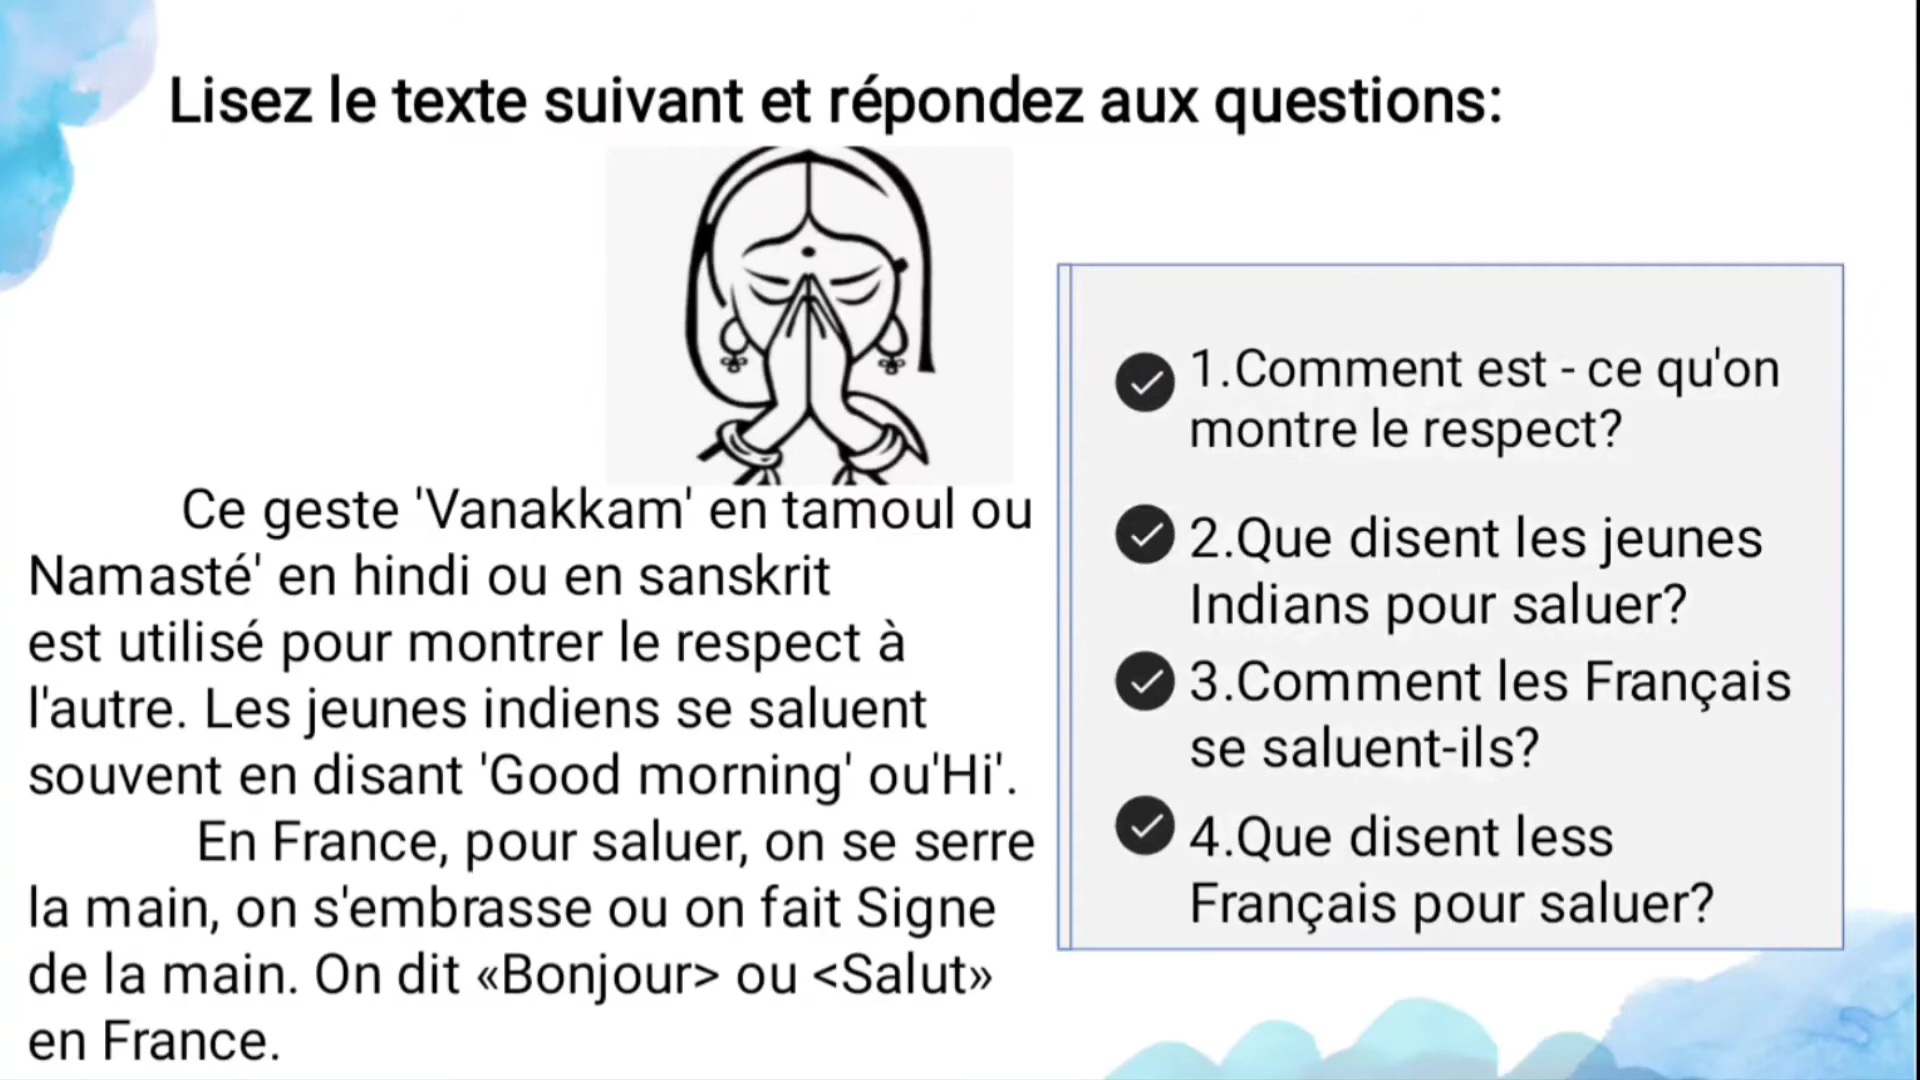 Lisez le texte suivant et répondez aux questions:
Ce geste 'Vanakkam' en tamoul ou
Namasté' en hindi ou en sanskrit
est utilisé pour montrer le respect à
l'autre. Les jeunes indiens se saluent
souvent en disant 'Good morning' ou'Hi'.
En France, pour saluer, on se serre
la main, on s'embrasse ou on fait Signe
de la main. On dit «Bonjour> ou <Salut»
en France.
1.Comment est - ce qu'on
montre le respect?
2.Que disent les jeunes
Indians pour saluer?
3.Comment les Français
se saluent-ils?
4.Que disent less
Français pour saluer?